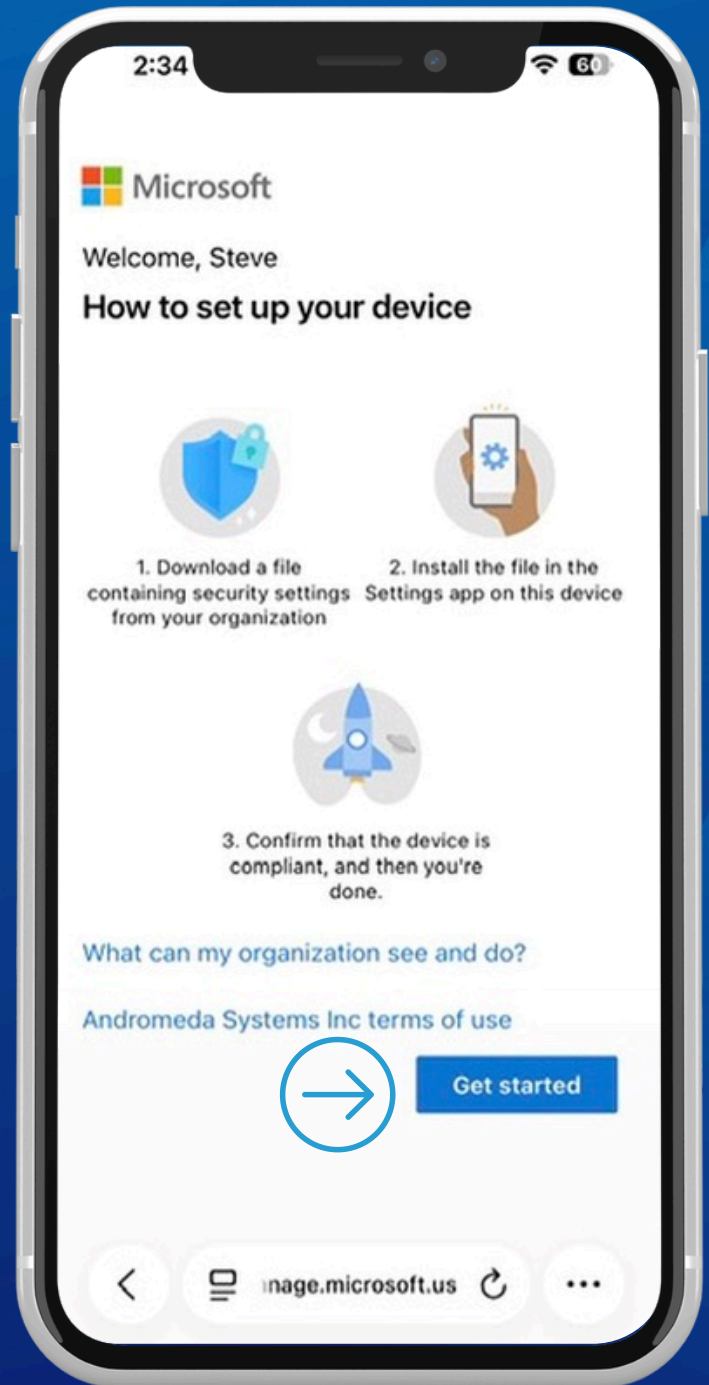 2:34
60
Microsoft
Welcome, Steve
How to set up your device
1. Download a file
containing security settings
from your organization
2. Install the file in the
Settings app on this device
3. Confirm that the device is
compliant, and then you're
done.
What can my organization see and do?
Andromeda Systems Inc terms of use
Get started
nage.microsoft.us